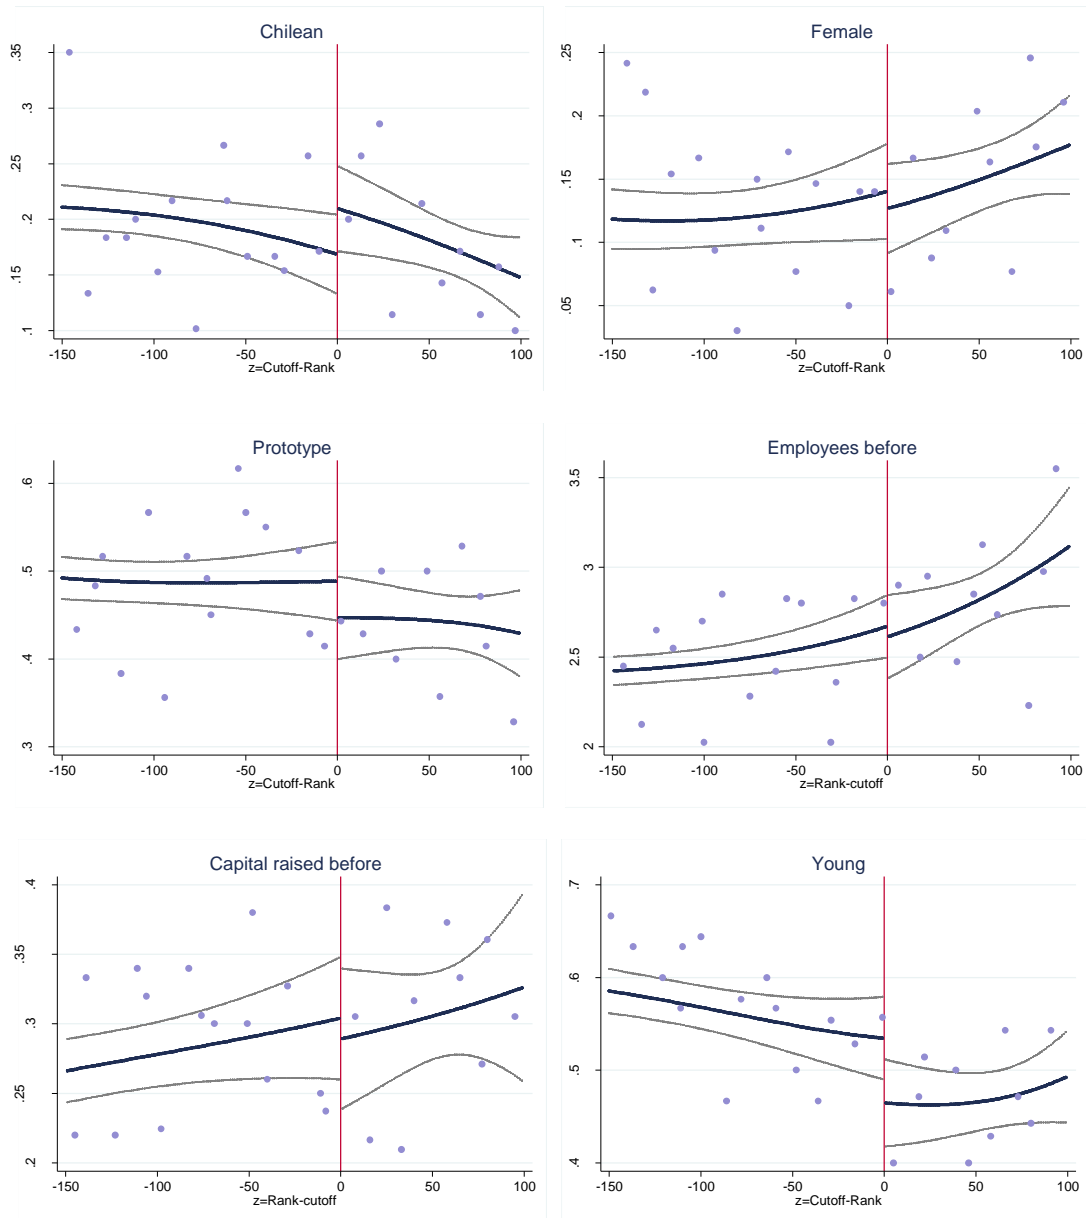 Chilean
.35
.3
.25
.2
.15
.1
-150 -100 -50 0 50 100
z=Cutoff-Rank
Female
.25
.2
.15
.1
.05
-150 -100 -50 0 50 100
z=Cutoff-Rank
Prototype
.6
.5
.4
.3
-150 -100 -50 0 50 100
z=Cutoff-Rank
Employees before
3.5
3
2.5
2
-150 -100 -50 0 50 100
z=Rank-cutoff
Capital raised before
.4
.35
.3
.25
.2
-150 -100 -50 0 50 100
z=Rank-cutoff
Young
.7
.6
.5
.4
-150 -100 -50 0 50 100
z=Cutoff-Rank